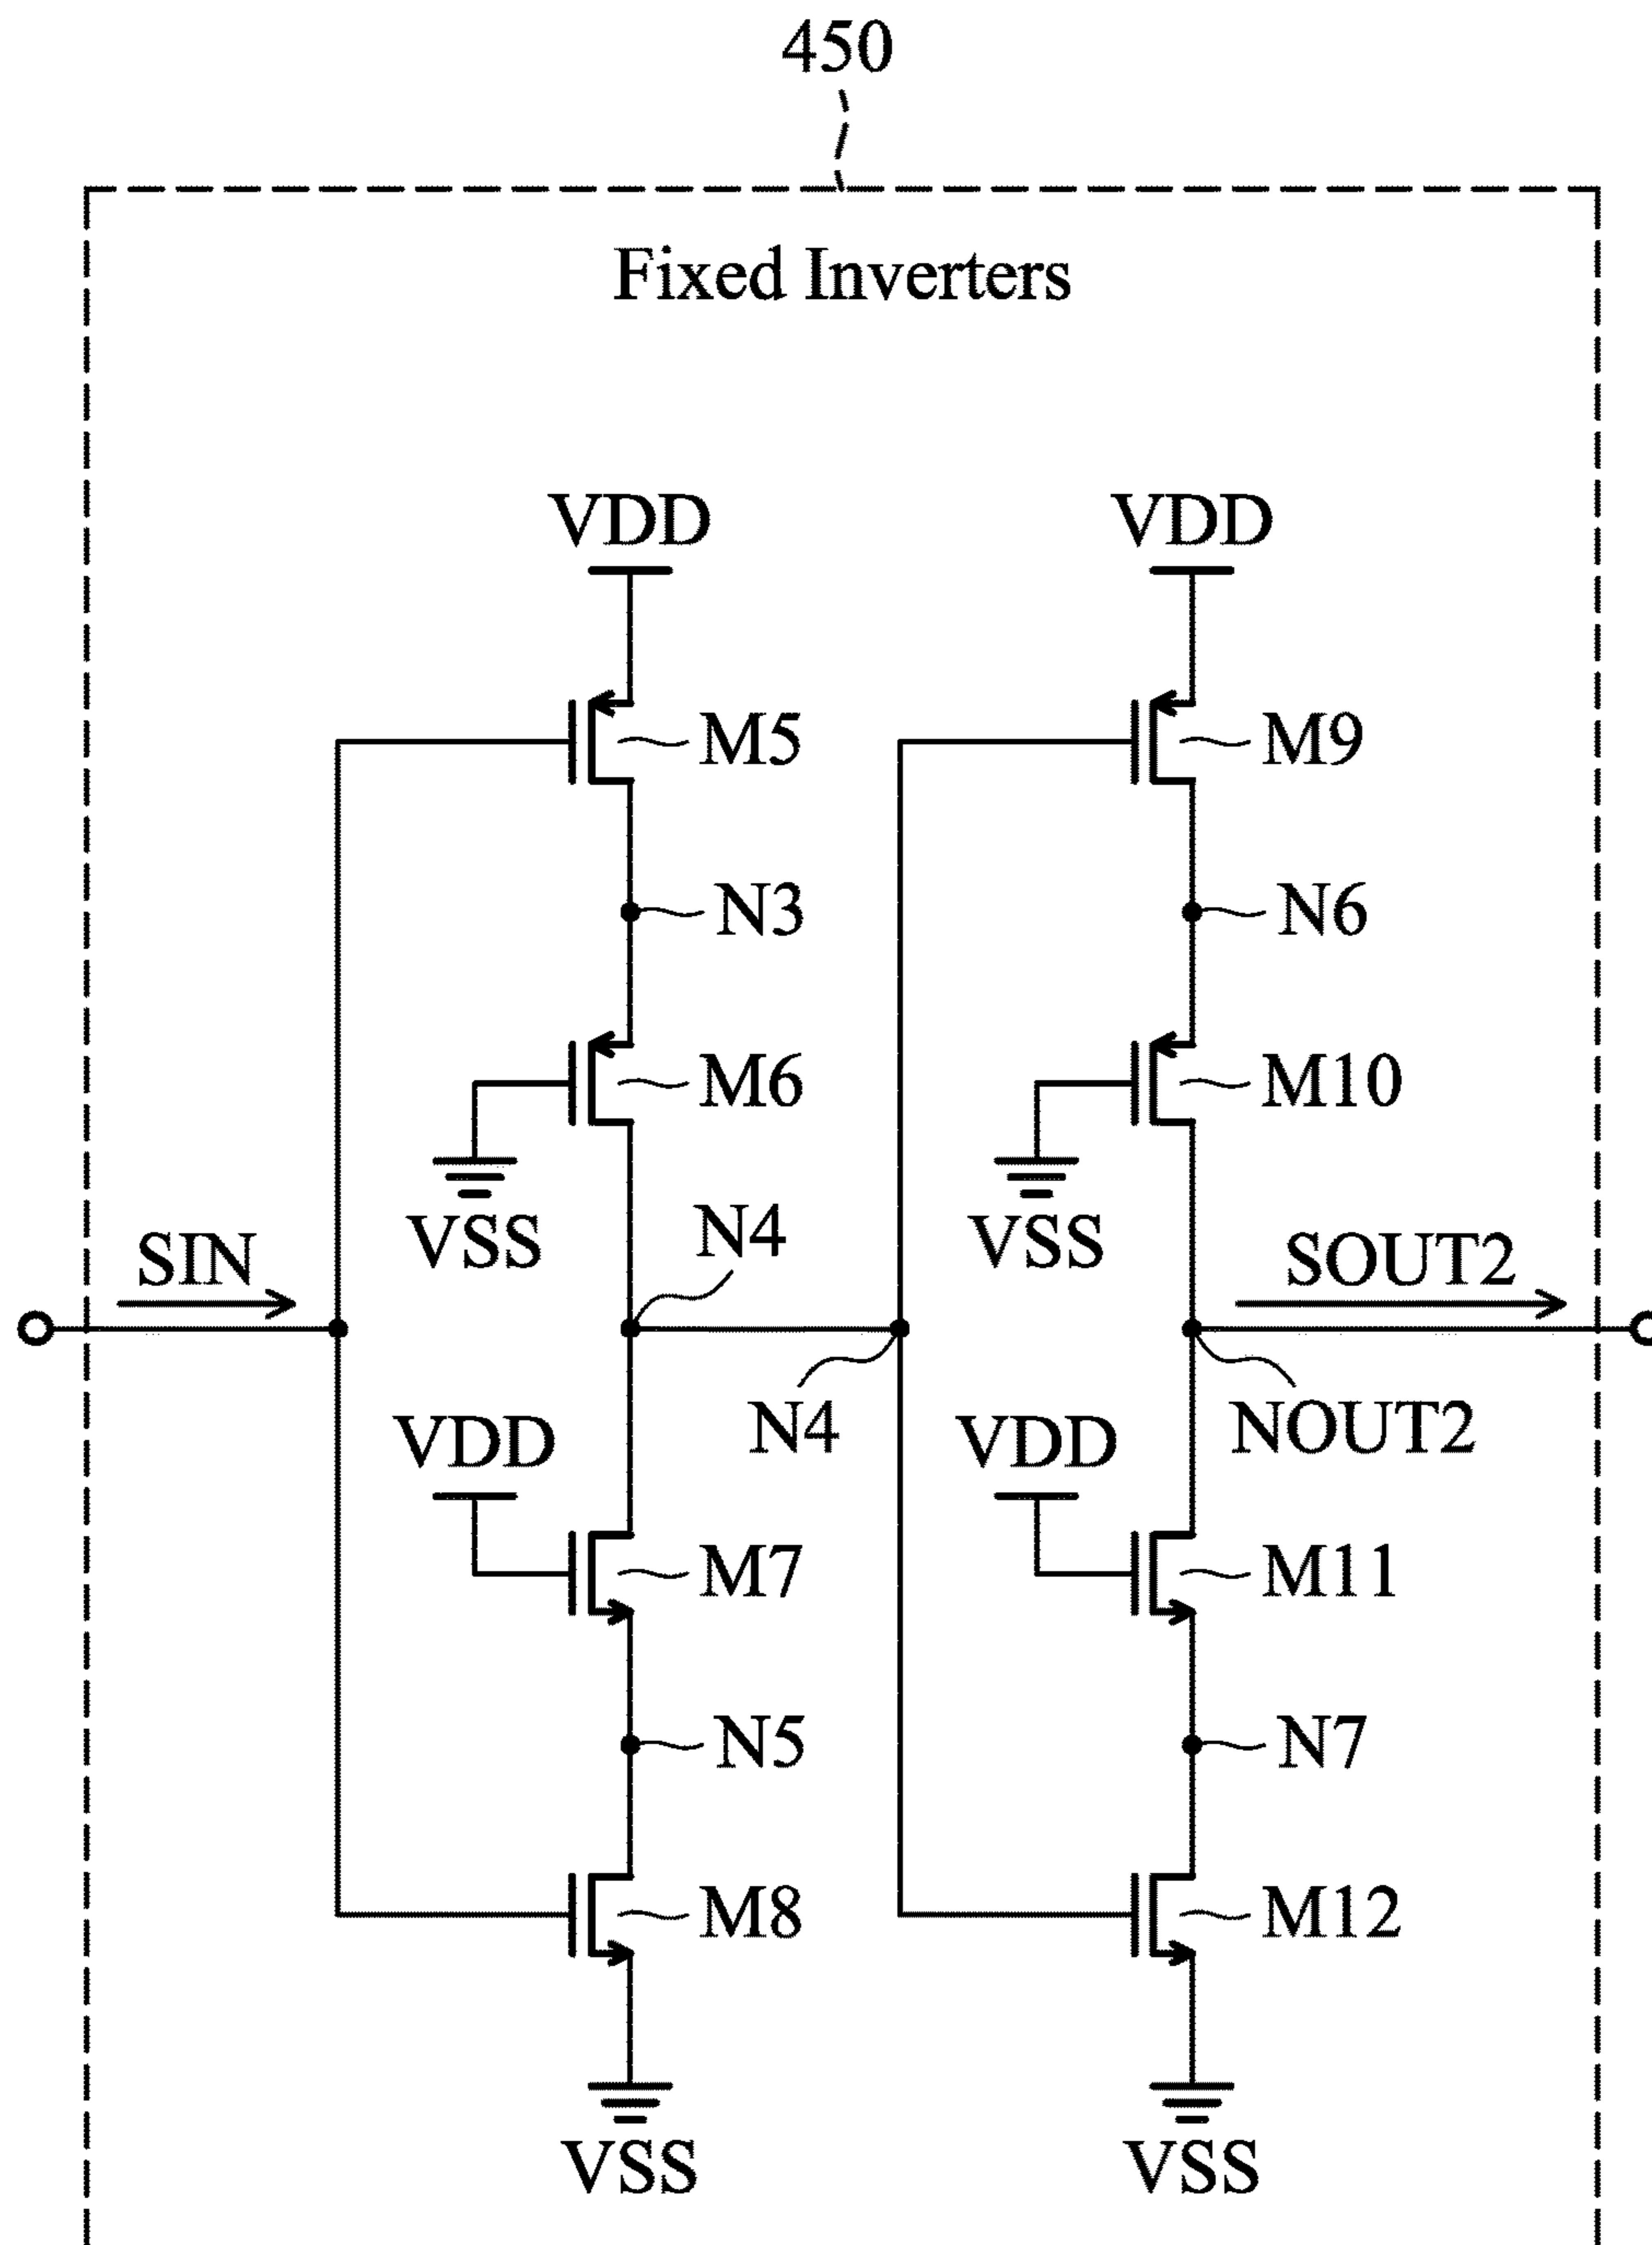 450
Fixed Inverters
VDD
VDD
M5
M9
N3
N6
M6
M10
VSS
VSS
N4
SIN
SOUT2
N4
NOUT2
VDD
VDD
M7
M11
N5
N7
M8
M12
VSS
VSS